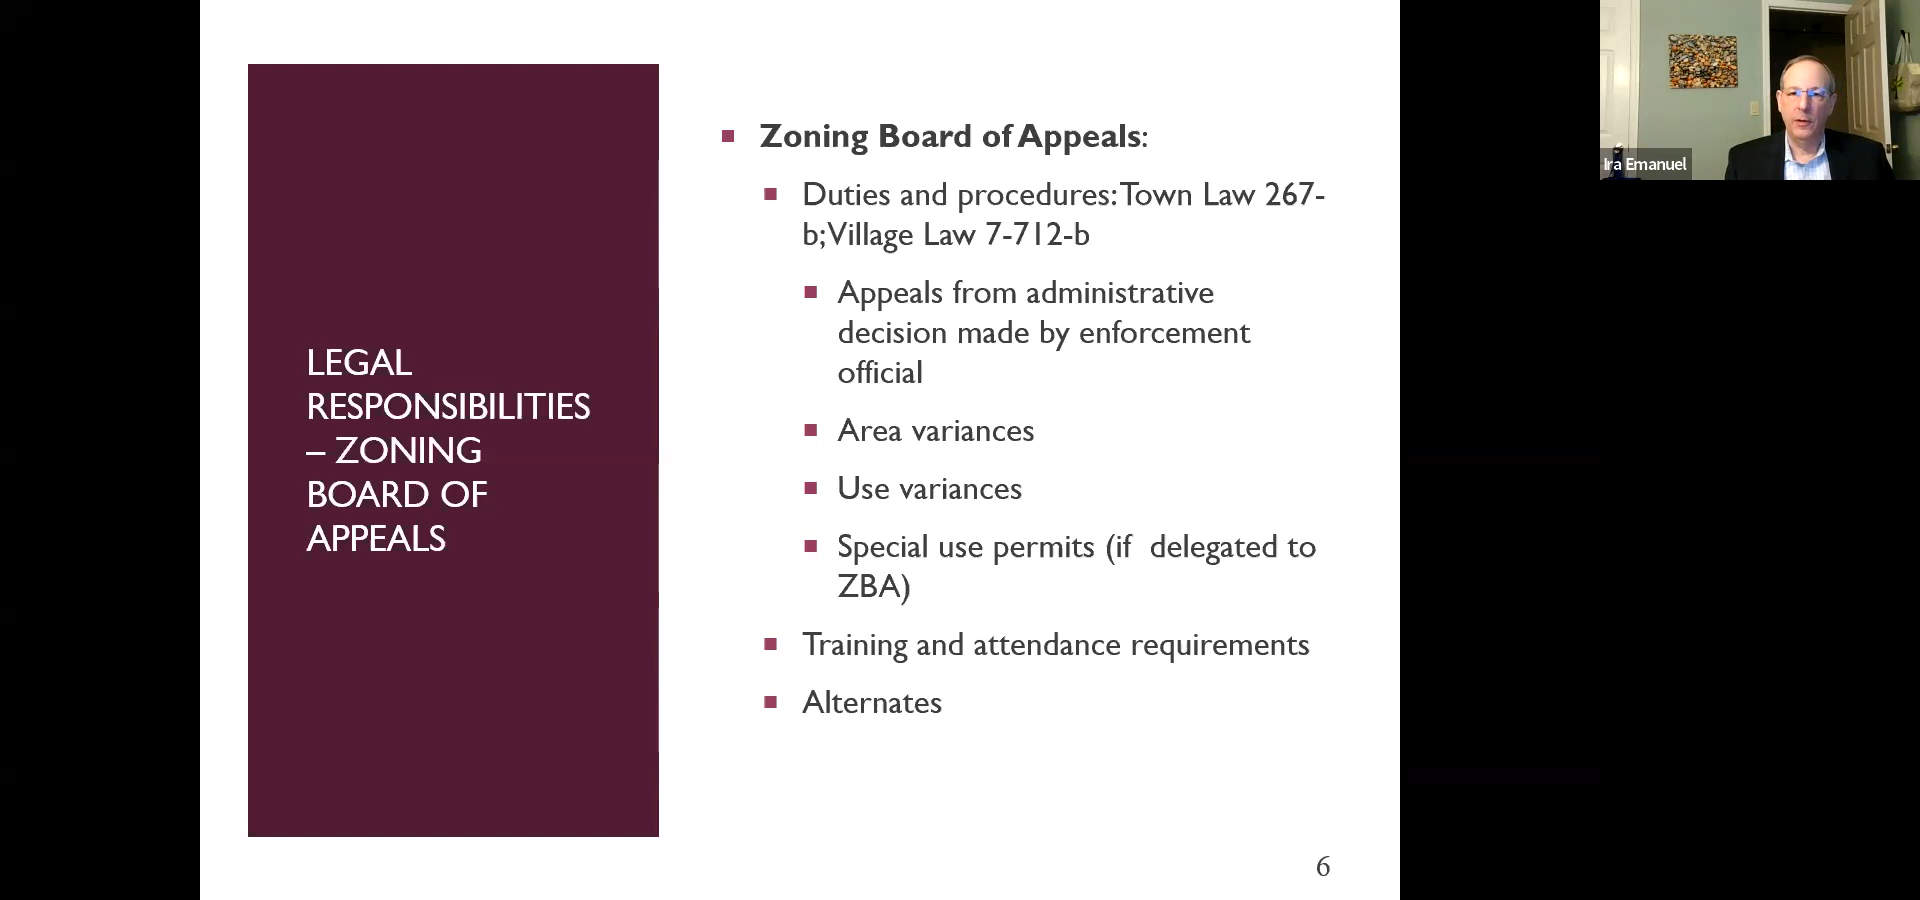 LEGAL
RESPONSIBILITIES
– ZONING
BOARD OF
APPEALS
Zoning Board of Appeals:
Duties and procedures: Town Law 267-
b; Village Law 7-712-b
Appeals from administrative
decision made by enforcement
official
Area variances
Use variances
Special use permits (if  delegated to
ZBA)
Training and attendance requirements
Alternates
6
Ira Emanuel